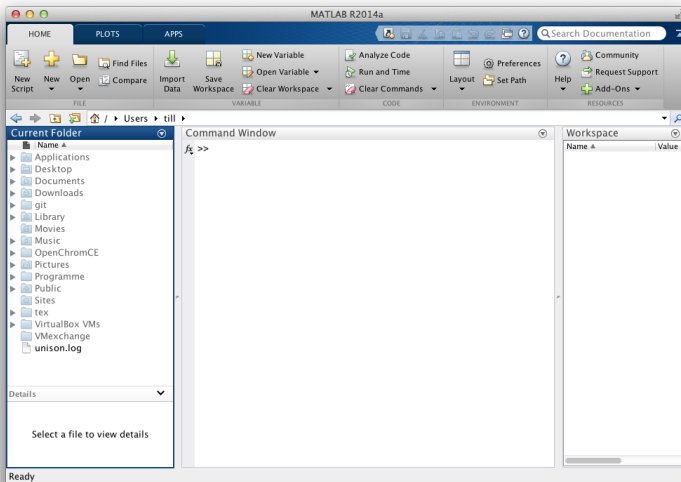 MATLAB R2014a
HOME PLOTS APPS
Search Documentation
New Script
New
Open
Find Files
Compare
FILE
Import Data
Save Workspace
New Variable
Open Variable
Clear Workspace
VARIABLE
Analyze Code
Run and Time
Clear Commands
CODE
Layout
Preferences
Set Path
ENVIRONMENT
Help
Community
Request Support
Add-Ons
RESOURCES
/ Users till
Current Folder
Name
Applications
Desktop
Documents
Downloads
git
Library
Movies
Music
OpenChromCE
Pictures
Programme
Public
Sites
tex
VirtualBox VMs
VMexchange
unison.log
Details
Select a file to view details
Command Window
fx >>
Workspace
Name Value
Ready